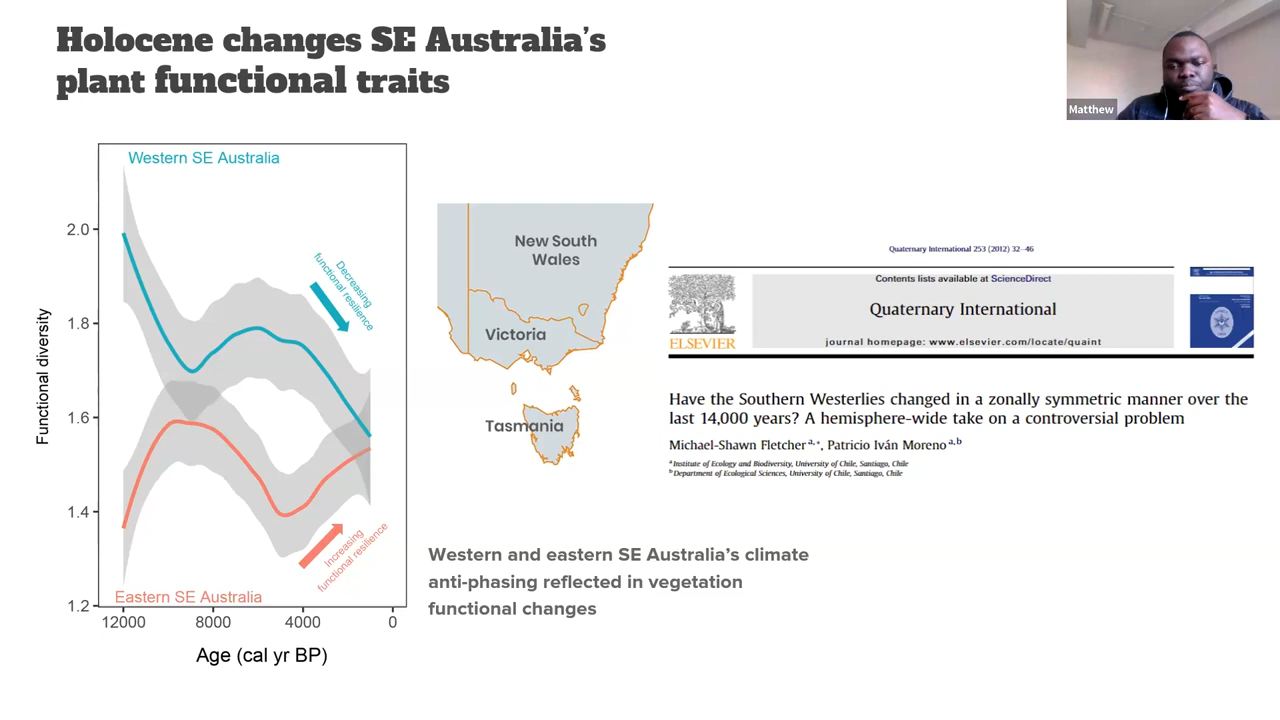 Holocene changes SE Australia's
plant functional traits
Matthew
Western SE Australia
2.0
1.8
1.6
1.4
1.2
Functional diversity
Decreasing
functional resilience
Increasing
functional resilience
Eastern SE Australia
12000 8000 4000 0
Age (cal yr BP)
New South
Wales
Victoria
Tasmania
Quaternary International 253 (2012) 32–46
Contents lists available at ScienceDirect
Quaternary International
journal homepage: www.elsevier.com/locate/quaint
ELSEVIER
Have the Southern Westerlies changed in a zonally symmetric manner over the
last 14,000 years? A hemisphere-wide take on a controversial problem
Michael-Shawn Fletcher a,*, Patricio Iván Moreno a,b
a Institute of Ecology and Biodiversity, University of Chile, Santiago, Chile
b Department of Ecological Sciences, University of Chile, Santiago, Chile
Western and eastern SE Australia's climate
anti-phasing reflected in vegetation
functional changes